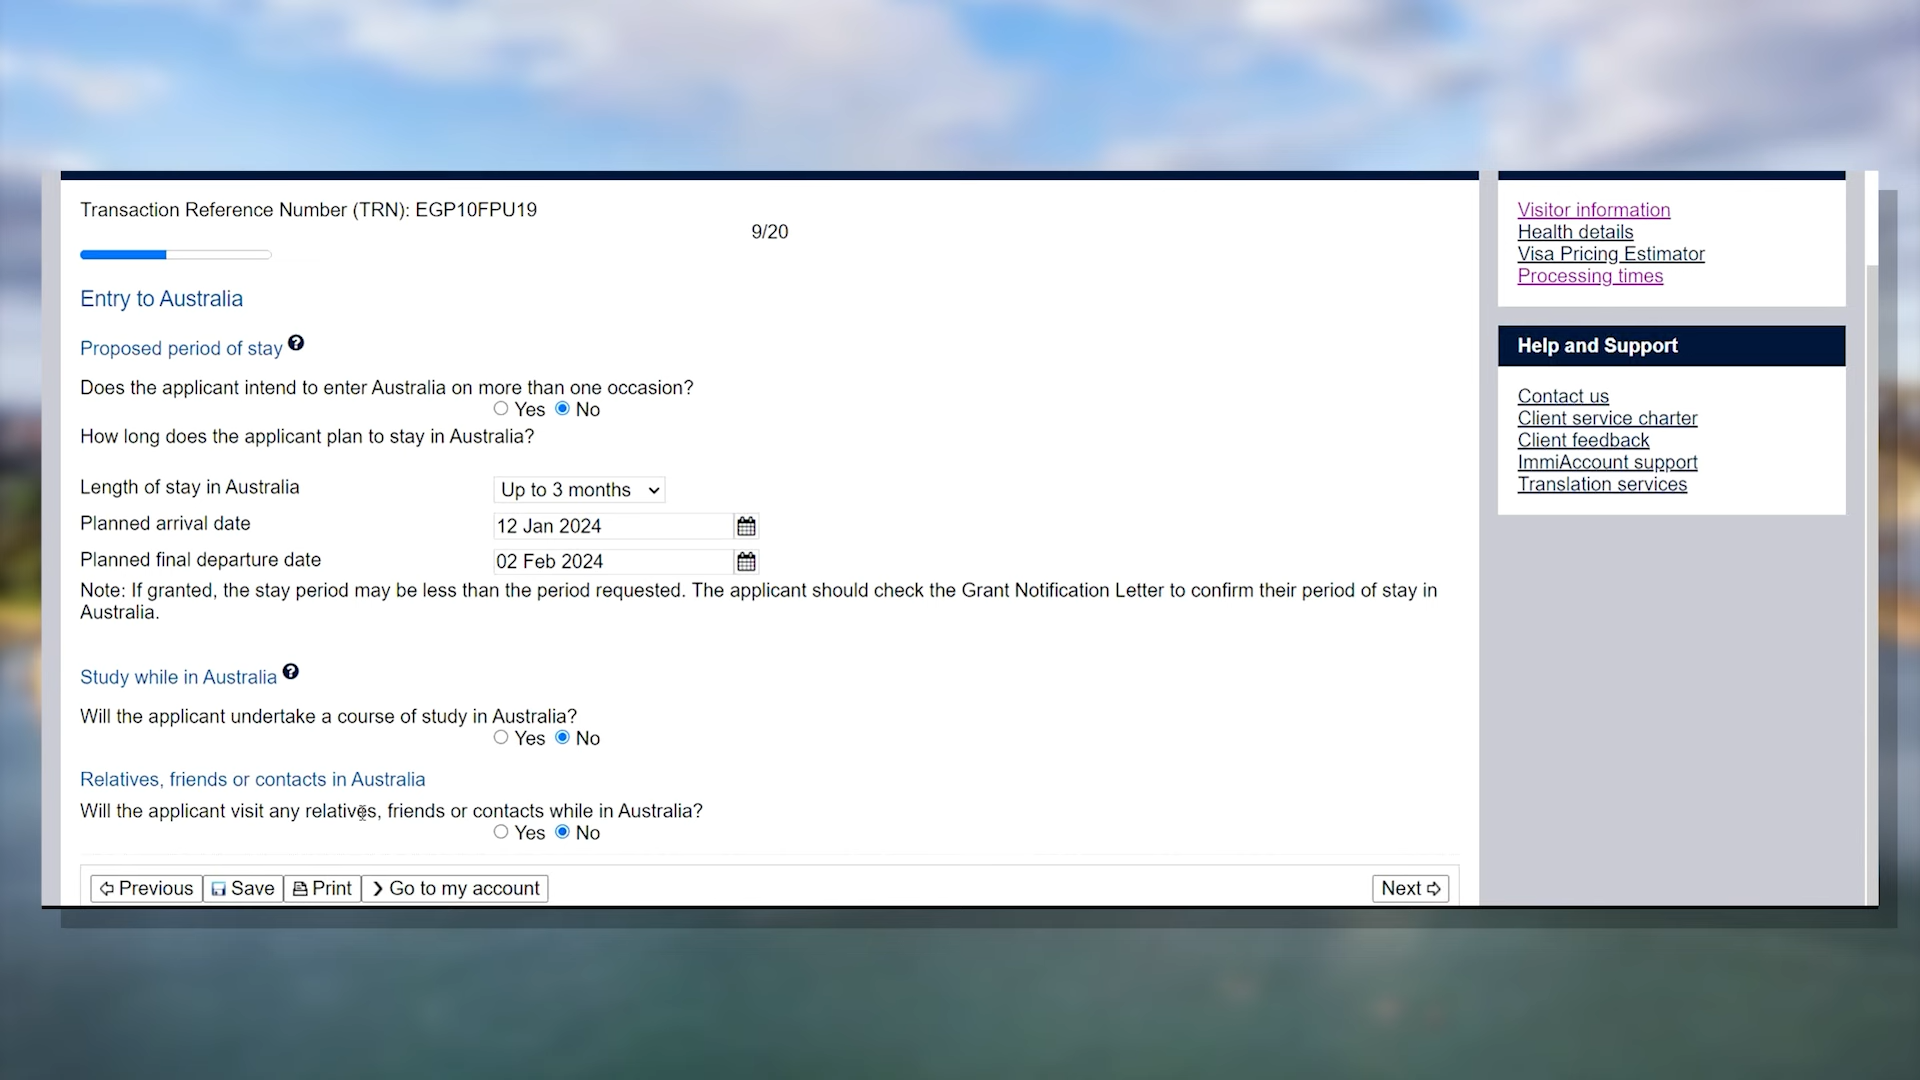 Transaction Reference Number (TRN): EGP10FPU19
9/20
Entry to Australia
Proposed period of stay ?
Does the applicant intend to enter Australia on more than one occasion?
Yes No
How long does the applicant plan to stay in Australia?
Length of stay in Australia Up to 3 months
Planned arrival date 12 Jan 2024
Planned final departure date 02 Feb 2024
Note: If granted, the stay period may be less than the period requested. The applicant should check the Grant Notification Letter to confirm their period of stay in
Australia.
Study while in Australia ?
Will the applicant undertake a course of study in Australia?
Yes No
Relatives, friends or contacts in Australia
Will the applicant visit any relatives, friends or contacts while in Australia?
Yes No
Previous Save Print Go to my account Next
Visitor information
Health details
Visa Pricing Estimator
Processing times
Help and Support
Contact us
Client service charter
Client feedback
ImmiAccount support
Translation services